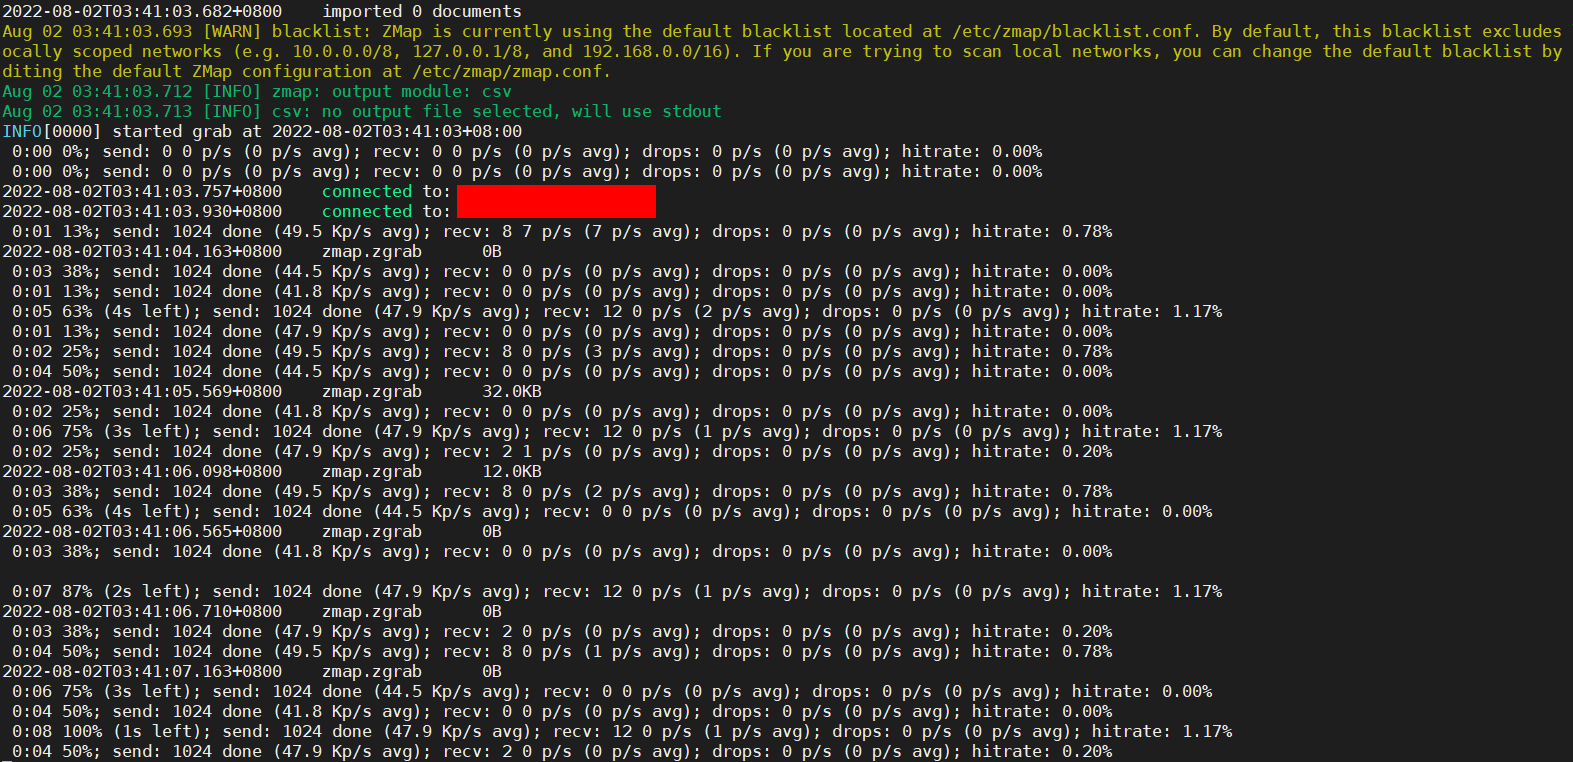 2022-08-02T03:41:03.682+0800    imported 0 documents
Aug 02 03:41:03.693 [WARN] blacklist: ZMap is currently using the default blacklist located at /etc/zmap/blacklist.conf. By default, this blacklist excludes
ocally scoped networks (e.g. 10.0.0.0/8, 127.0.0.1/8, and 192.168.0.0/16). If you are trying to scan local networks, you can change the default blacklist by
diting the default ZMap configuration at /etc/zmap/zmap.conf.
Aug 02 03:41:03.712 [INFO] zmap: output module: csv
Aug 02 03:41:03.713 [INFO] csv: no output file selected, will use stdout
INFO[0000] started grab at 2022-08-02T03:41:03+08:00
 0:00 0%; send: 0 0 p/s (0 p/s avg); recv: 0 0 p/s (0 p/s avg); drops: 0 p/s (0 p/s avg); hitrate: 0.00%
 0:00 0%; send: 0 0 p/s (0 p/s avg); recv: 0 0 p/s (0 p/s avg); drops: 0 p/s (0 p/s avg); hitrate: 0.00%
2022-08-02T03:41:03.757+0800    connected to:
2022-08-02T03:41:03.930+0800    connected to:
 0:01 13%; send: 1024 done (49.5 Kp/s avg); recv: 8 7 p/s (7 p/s avg); drops: 0 p/s (0 p/s avg); hitrate: 0.78%
2022-08-02T03:41:04.163+0800    zmap.zgrab      0B
 0:03 38%; send: 1024 done (44.5 Kp/s avg); recv: 0 0 p/s (0 p/s avg); drops: 0 p/s (0 p/s avg); hitrate: 0.00%
 0:01 13%; send: 1024 done (41.8 Kp/s avg); recv: 0 0 p/s (0 p/s avg); drops: 0 p/s (0 p/s avg); hitrate: 0.00%
 0:05 63% (4s left); send: 1024 done (47.9 Kp/s avg); recv: 12 0 p/s (2 p/s avg); drops: 0 p/s (0 p/s avg); hitrate: 1.17%
 0:01 13%; send: 1024 done (47.9 Kp/s avg); recv: 0 0 p/s (0 p/s avg); drops: 0 p/s (0 p/s avg); hitrate: 0.00%
 0:02 25%; send: 1024 done (49.5 Kp/s avg); recv: 8 0 p/s (3 p/s avg); drops: 0 p/s (0 p/s avg); hitrate: 0.78%
 0:04 50%; send: 1024 done (44.5 Kp/s avg); recv: 0 0 p/s (0 p/s avg); drops: 0 p/s (0 p/s avg); hitrate: 0.00%
2022-08-02T03:41:05.569+0800    zmap.zgrab      32.0KB
 0:02 25%; send: 1024 done (41.8 Kp/s avg); recv: 0 0 p/s (0 p/s avg); drops: 0 p/s (0 p/s avg); hitrate: 0.00%
 0:06 75% (3s left); send: 1024 done (47.9 Kp/s avg); recv: 12 0 p/s (1 p/s avg); drops: 0 p/s (0 p/s avg); hitrate: 1.17%
 0:02 25%; send: 1024 done (47.9 Kp/s avg); recv: 2 1 p/s (0 p/s avg); drops: 0 p/s (0 p/s avg); hitrate: 0.20%
2022-08-02T03:41:06.098+0800    zmap.zgrab      12.0KB
 0:03 38%; send: 1024 done (49.5 Kp/s avg); recv: 8 0 p/s (2 p/s avg); drops: 0 p/s (0 p/s avg); hitrate: 0.78%
 0:05 63% (4s left); send: 1024 done (44.5 Kp/s avg); recv: 0 0 p/s (0 p/s avg); drops: 0 p/s (0 p/s avg); hitrate: 0.00%
2022-08-02T03:41:06.565+0800    zmap.zgrab      0B
 0:03 38%; send: 1024 done (41.8 Kp/s avg); recv: 0 0 p/s (0 p/s avg); drops: 0 p/s (0 p/s avg); hitrate: 0.00%
 0:07 87% (2s left); send: 1024 done (47.9 Kp/s avg); recv: 12 0 p/s (1 p/s avg); drops: 0 p/s (0 p/s avg); hitrate: 1.17%
2022-08-02T03:41:06.710+0800    zmap.zgrab      0B
 0:03 38%; send: 1024 done (47.9 Kp/s avg); recv: 2 0 p/s (0 p/s avg); drops: 0 p/s (0 p/s avg); hitrate: 0.20%
 0:04 50%; send: 1024 done (49.5 Kp/s avg); recv: 8 0 p/s (1 p/s avg); drops: 0 p/s (0 p/s avg); hitrate: 0.78%
2022-08-02T03:41:07.163+0800    zmap.zgrab      0B
 0:06 75% (3s left); send: 1024 done (44.5 Kp/s avg); recv: 0 0 p/s (0 p/s avg); drops: 0 p/s (0 p/s avg); hitrate: 0.00%
 0:04 50%; send: 1024 done (41.8 Kp/s avg); recv: 0 0 p/s (0 p/s avg); drops: 0 p/s (0 p/s avg); hitrate: 0.00%
 0:08 100% (1s left); send: 1024 done (47.9 Kp/s avg); recv: 12 0 p/s (1 p/s avg); drops: 0 p/s (0 p/s avg); hitrate: 1.17%
 0:04 50%; send: 1024 done (47.9 Kp/s avg); recv: 2 0 p/s (0 p/s avg); drops: 0 p/s (0 p/s avg); hitrate: 0.20%